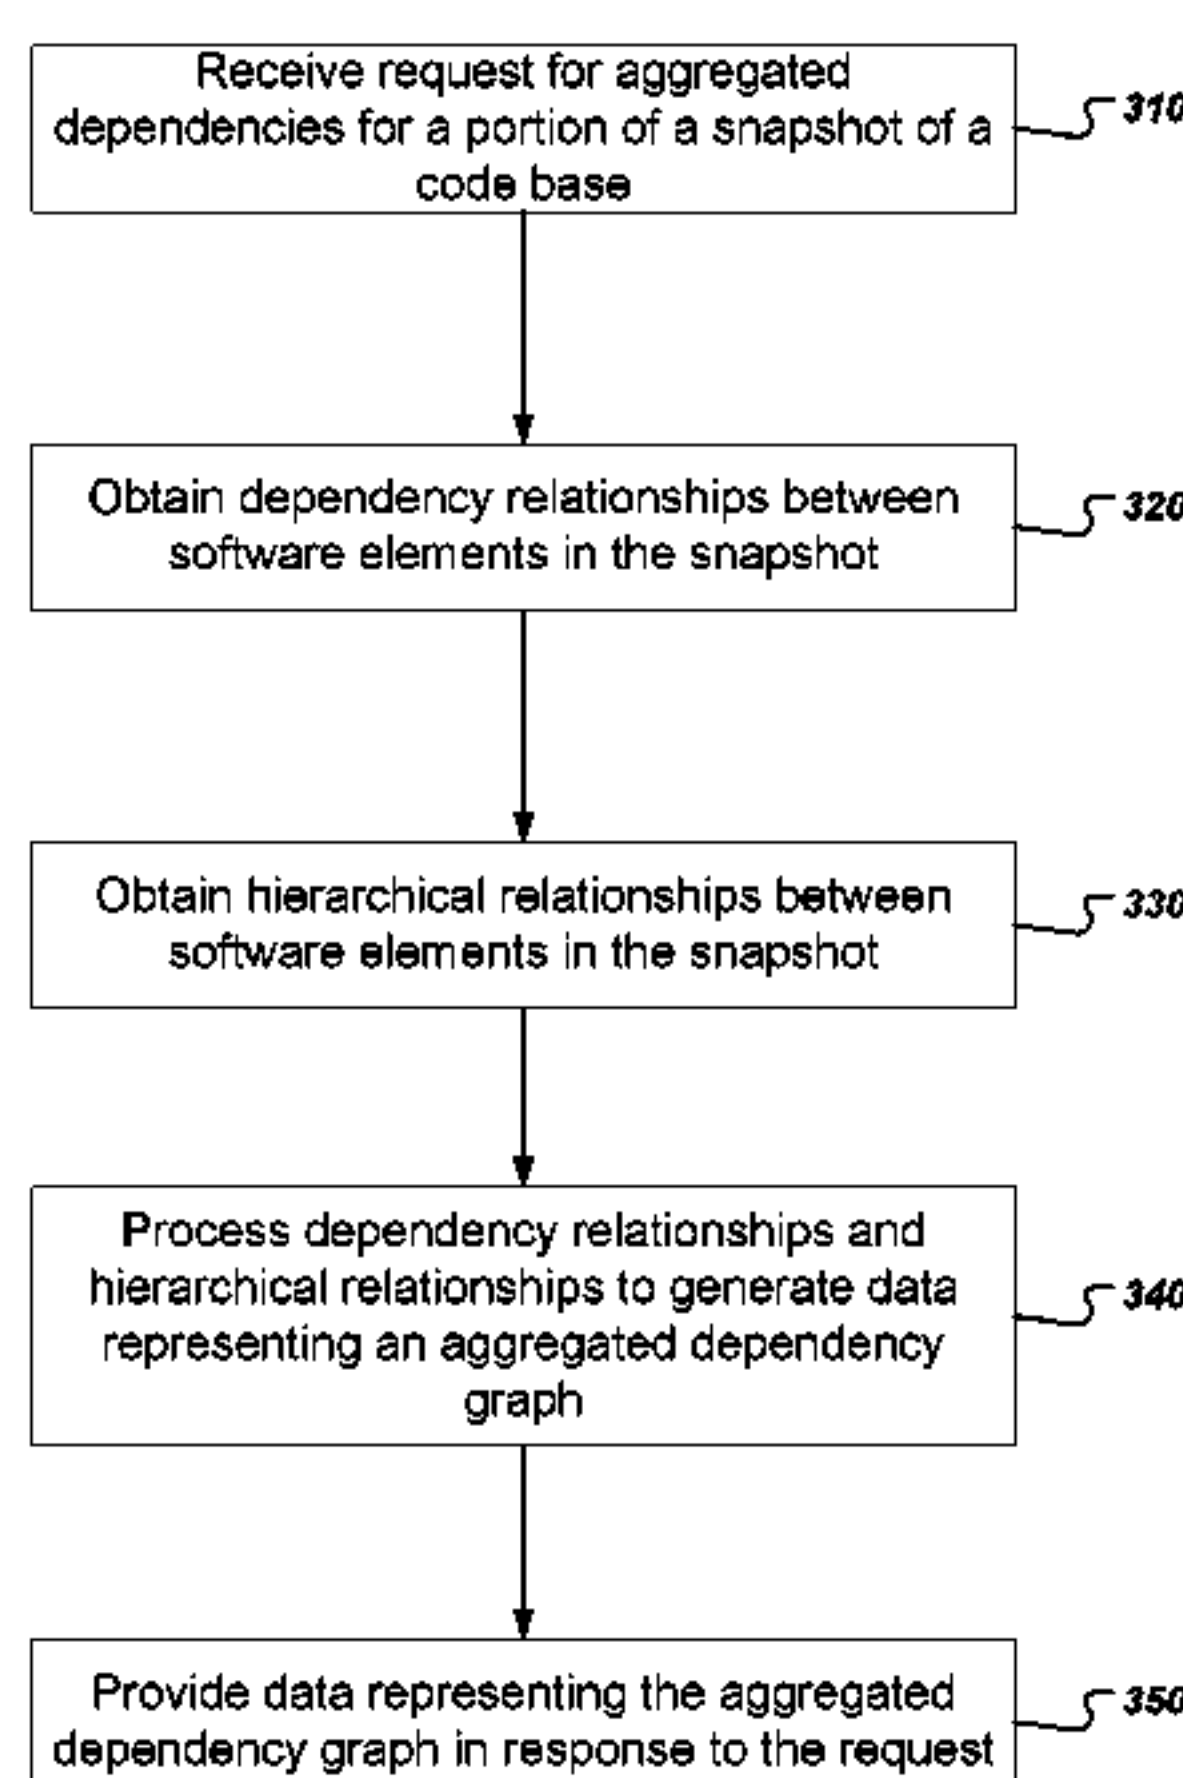 Receive request for aggregated
dependencies for a portion of a snapshot of a
code base
310
Obtain dependency relationships between
software elements in the snapshot
320
Obtain hierarchical relationships between
software elements in the snapshot
330
Process dependency relationships and
hierarchical relationships to generate data
representing an aggregated dependency
graph
340
Provide data representing the aggregated
dependency graph in response to the request
350